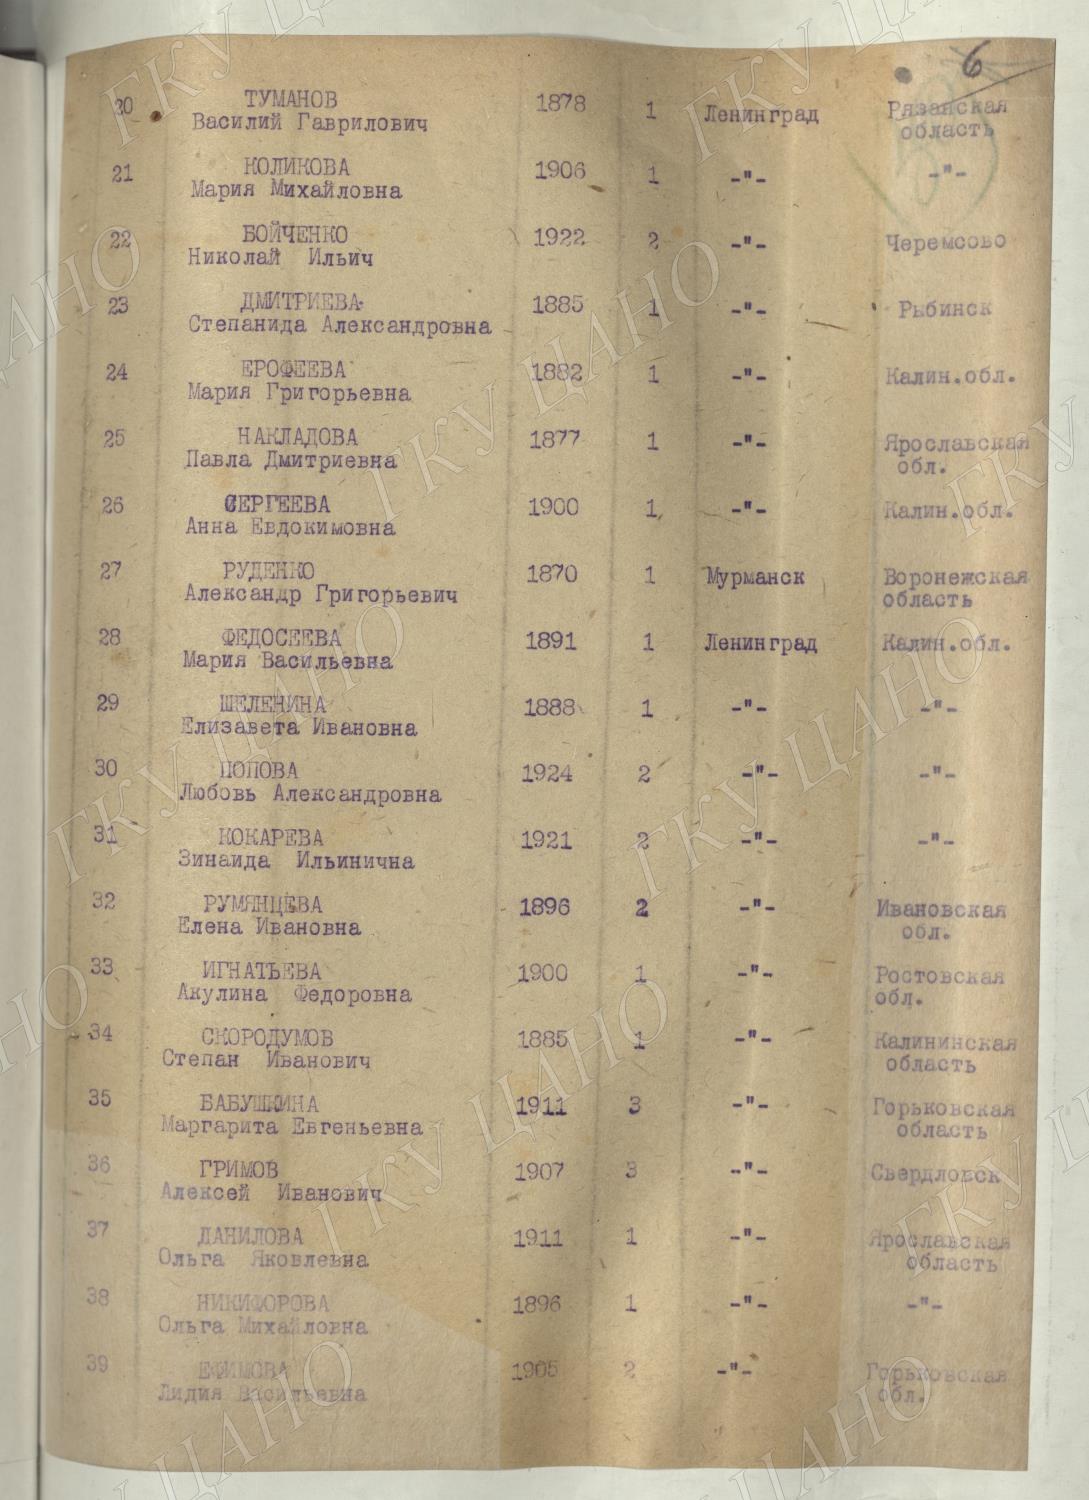 6
20 ТУМАНОВ 1878 1 Ленинград Рязанская
Василий Гаврилович область
21 КОЛИКОВА 1906 1 -"- -"-
Мария Михайловна
22 БОЙЧЕНКО 1922 2 -"- Черемсово
Николай Ильич
23 ДМИТРИЕВА 1885 1 -"- Рыбинск
Степанида Александровна
24 ЕРОФЕЕВА 1882 1 -"- Калин.обл.
Мария Григорьевна
25 НАКЛАДОВА 1877 1 -"- Ярославская
Павла Дмитриевна обл.
26 СЕРГЕЕВА 1900 1 -"- Калин.обл.
Анна Евдокимовна
27 РУДЕНКО 1870 1 Мурманск Воронежская
Александр Григорьевич область
28 ФЕДОСЕЕВА 1891 1 Ленинград Калин.обл.
Мария Васильевна
29 ШЕЛЕНИНА 1888 1 -"- -"-
Елизавета Ивановна
30 ПОПОВА 1924 2 -"- -"-
Любовь Александровна
31 КОКАРЕВА 1921 2 -"- -"-
Зинаида Ильинична
32 РУМЯНЦЕВА 1896 2 -"- Ивановская
Елена Ивановна обл.
33 ИГНАТЬЕВА 1900 1 -"- Ростовская
Акулина Федоровна обл.
34 СКОРОДУМОВ 1885 1 -"- Калининская
Степан Иванович область
35 БАБУШКИНА 1911 3 -"- Горьковская
Маргарита Евгеньевна область
36 ГРИМОВ 1907 3 -"- Свердловск
Алексей Иванович
37 ДАНИЛОВА 1911 1 -"- Ярославская
Ольга Яковлевна область
38 НИКИФОРОВА 1896 1 -"- -"-
Ольга Михайловна
39 ЕФИМОВА 1905 2 -"- Горьковская
Лидия Васильевна обл.
ГКУ ЦАНО